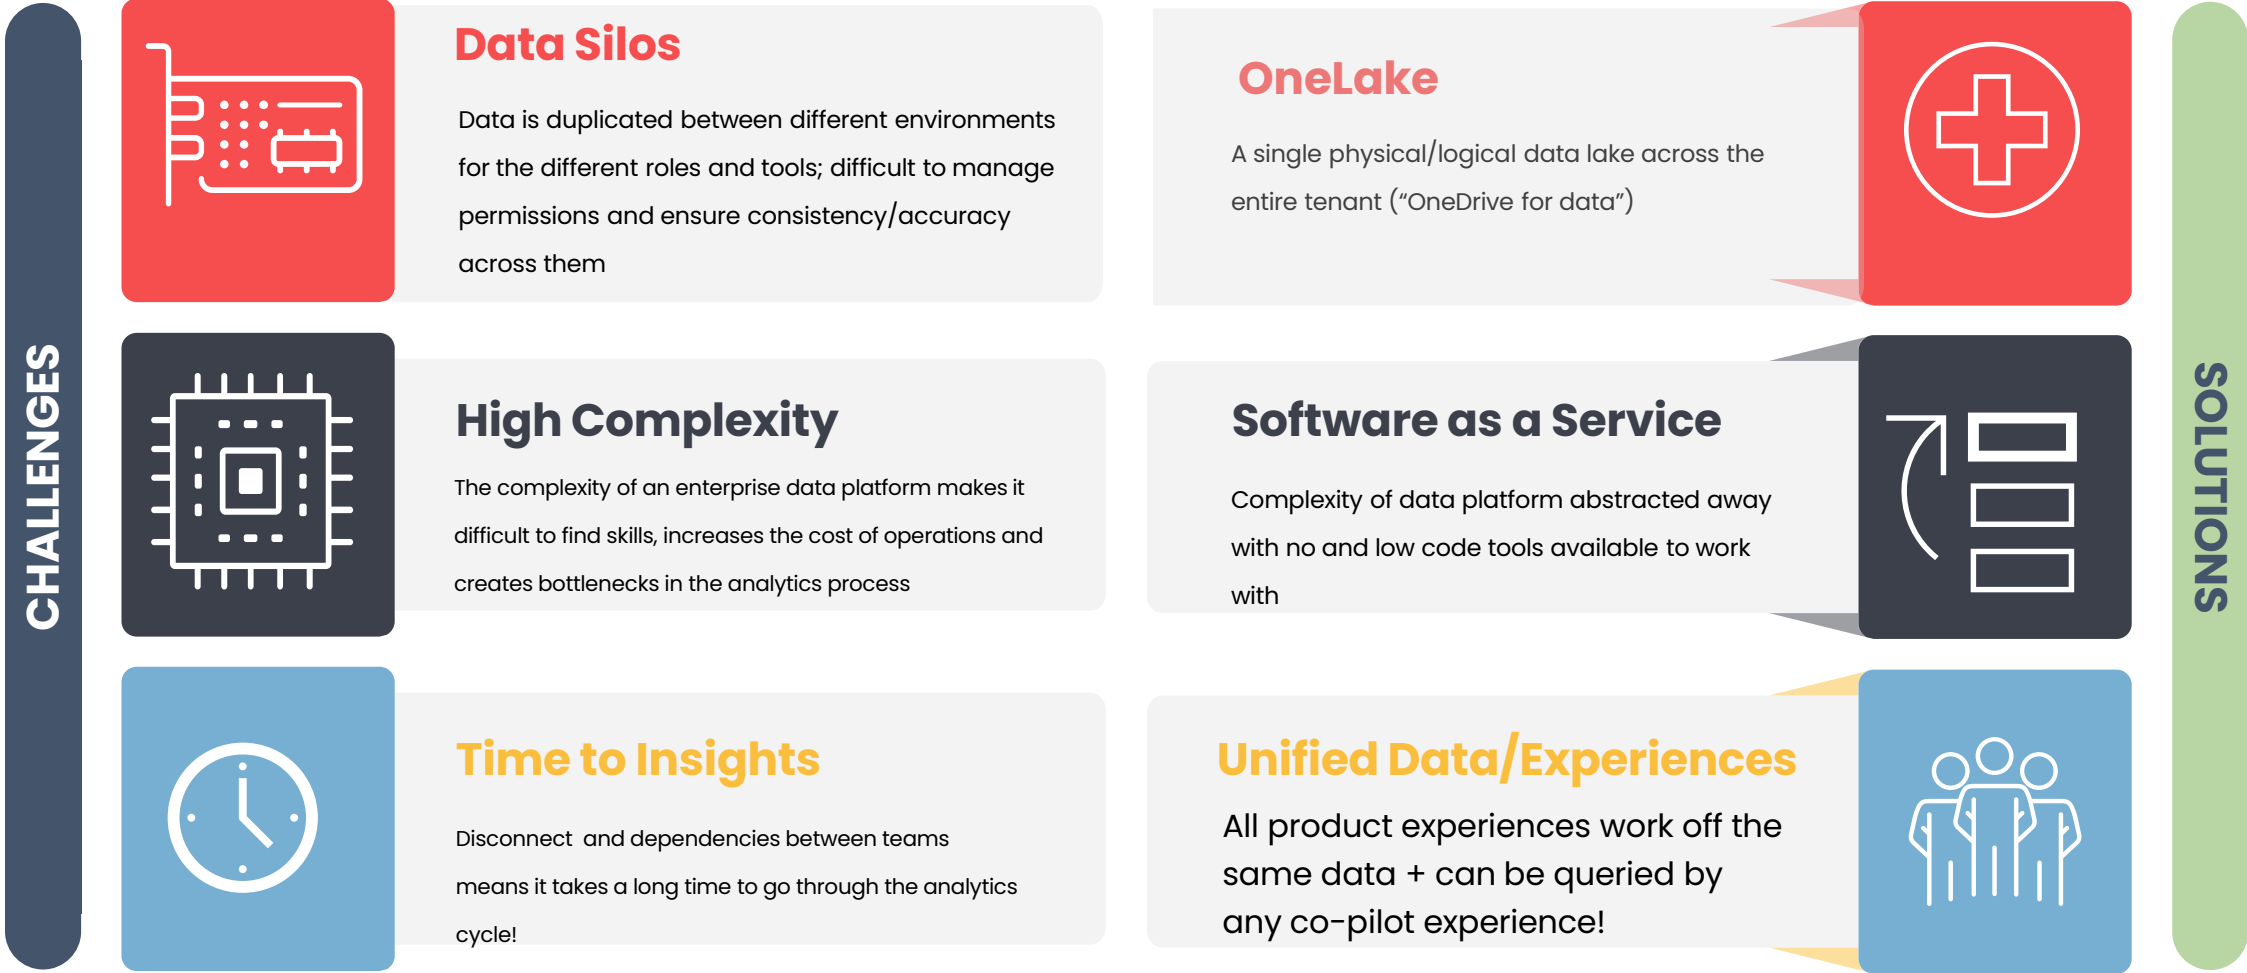 CHALLENGES
Data Silos
Data is duplicated between different environments
for the different roles and tools; difficult to manage
permissions and ensure consistency/accuracy
across them
OneLake
A single physical/logical data lake across the
entire tenant (“OneDrive for data”)
High Complexity
The complexity of an enterprise data platform makes it
difficult to find skills, increases the cost of operations and
creates bottlenecks in the analytics process
Software as a Service
Complexity of data platform abstracted away
with no and low code tools available to work
with
Time to Insights
Disconnect  and dependencies between teams
means it takes a long time to go through the analytics
cycle!
Unified Data/Experiences
All product experiences work off the
same data + can be queried by
any co-pilot experience!
SOLUTIONS